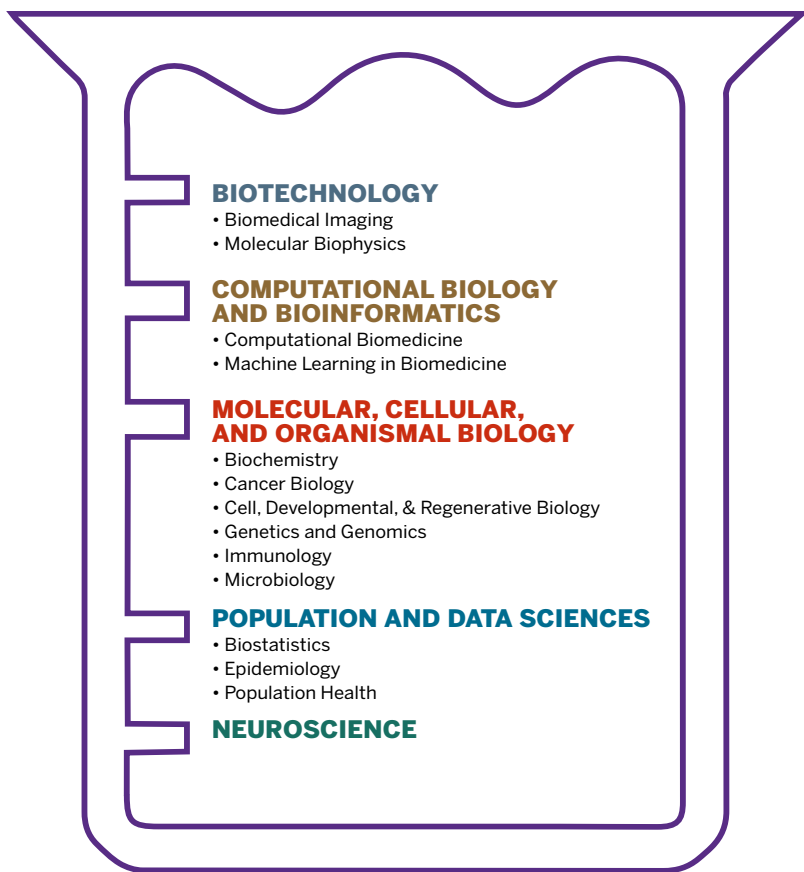 BIOTECHNOLOGY
• Biomedical Imaging
• Molecular Biophysics
COMPUTATIONAL BIOLOGY
AND BIOINFORMATICS
• Computational Biomedicine
• Machine Learning in Biomedicine
MOLECULAR, CELLULAR,
AND ORGANISMAL BIOLOGY
• Biochemistry
• Cancer Biology
• Cell, Developmental, & Regenerative Biology
• Genetics and Genomics
• Immunology
• Microbiology
POPULATION AND DATA SCIENCES
• Biostatistics
• Epidemiology
• Population Health
NEUROSCIENCE